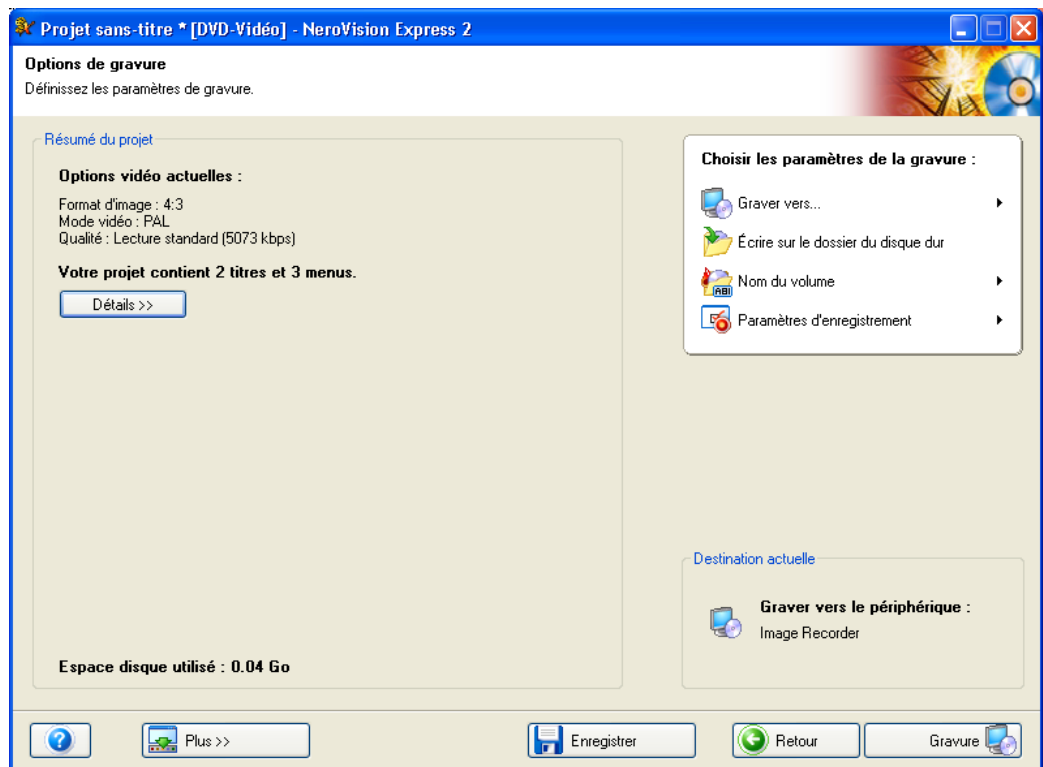 Projet sans-titre * [DVD-Vidéo] - NeroVision Express 2
Options de gravure
Définissez les paramètres de gravure.
Résumé du projet
Options vidéo actuelles :
Format d'image : 4:3
Mode vidéo : PAL
Qualité : Lecture standard (5073 kbps)
Votre projet contient 2 titres et 3 menus.
Détails >>
Espace disque utilisé : 0.04 Go
Choisir les paramètres de la gravure :
Graver vers...
Écrire sur le dossier du disque dur
ABI
Nom du volume
Paramètres d'enregistrement
Destination actuelle
Graver vers le périphérique :
Image Recorder
Plus >>
Enregistrer
Retour
Gravure